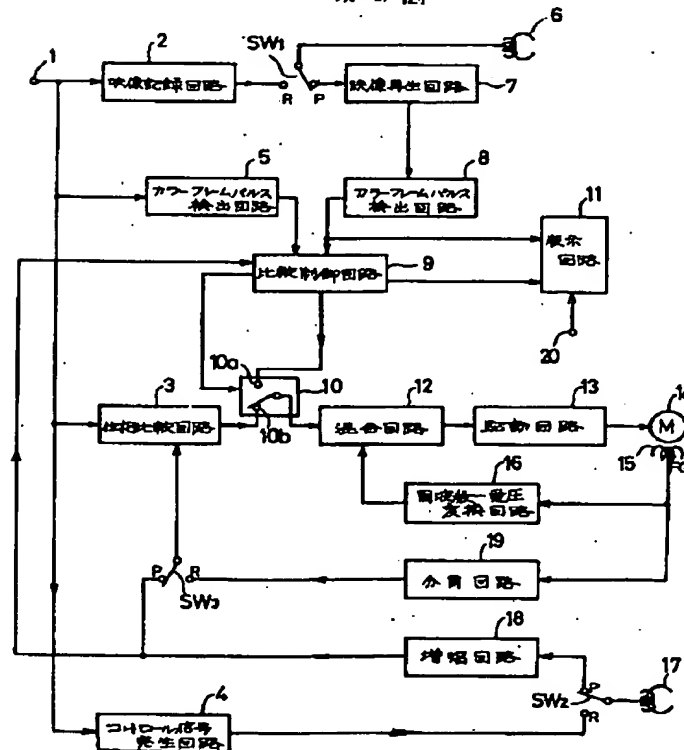 6
1
2
SW₁
映像記録回路
R
P
映像再生回路
7
5
8
カラーフレームパルス
検出回路
カラーフレームパルス
検出回路
11
表示
回路
比較制御回路
9
20
10a
10
3
12
13
14
位相比較回路
10b
混合回路
駆動回路
M
15
FG
16
周波数-電圧
変換回路
19
P
R
SW₃
分周回路
18
増幅回路
17
SW₂
P
R
4
コントロール信号
発生回路